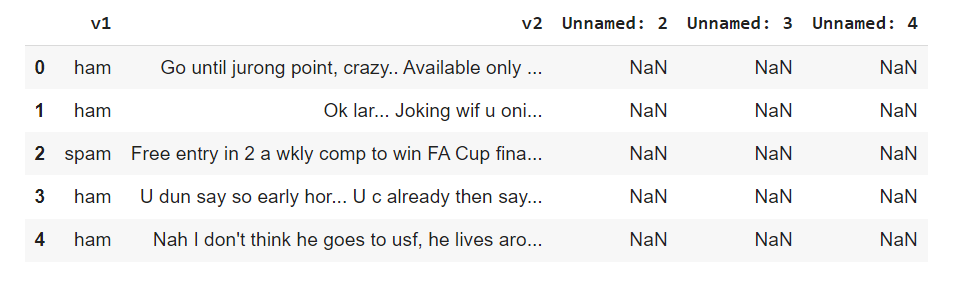 v1 v2 Unnamed: 2 Unnamed: 3 Unnamed: 4
0 ham Go until jurong point, crazy.. Available only ... NaN NaN NaN
1 ham Ok lar... Joking wif u oni... NaN NaN NaN
2 spam Free entry in 2 a wkly comp to win FA Cup fina... NaN NaN NaN
3 ham U dun say so early hor... U c already then say... NaN NaN NaN
4 ham Nah I don't think he goes to usf, he lives aro... NaN NaN NaN